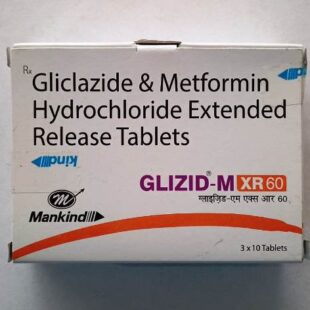 Rx
Gliclazide & Metformin
Hydrochloride Extended
Release Tablets
kind
GLIZID®-M XR 60
ग्लाइज़िड-एम एक्स आर 60
m
Mankind
3 x 10 Tablets